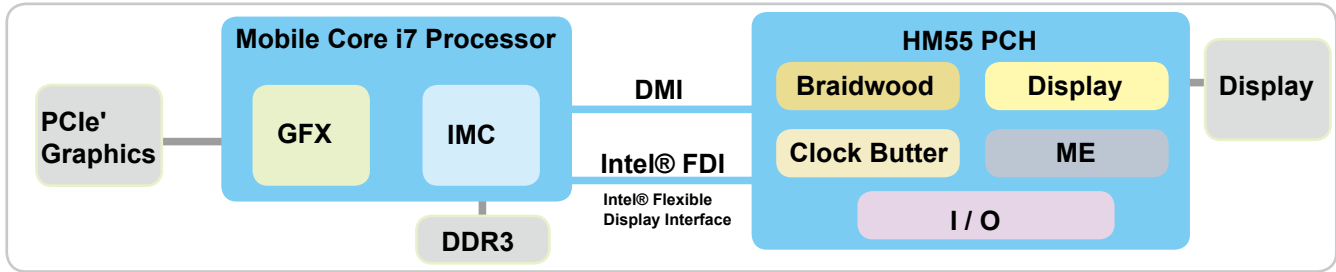 Mobile Core i7 Processor
PCIe'
Graphics
GFX
IMC
DDR3
DMI
Intel® FDI
Intel® Flexible
Display Interface
HM55 PCH
Braidwood
Display
Clock Butter
ME
I / O
Display